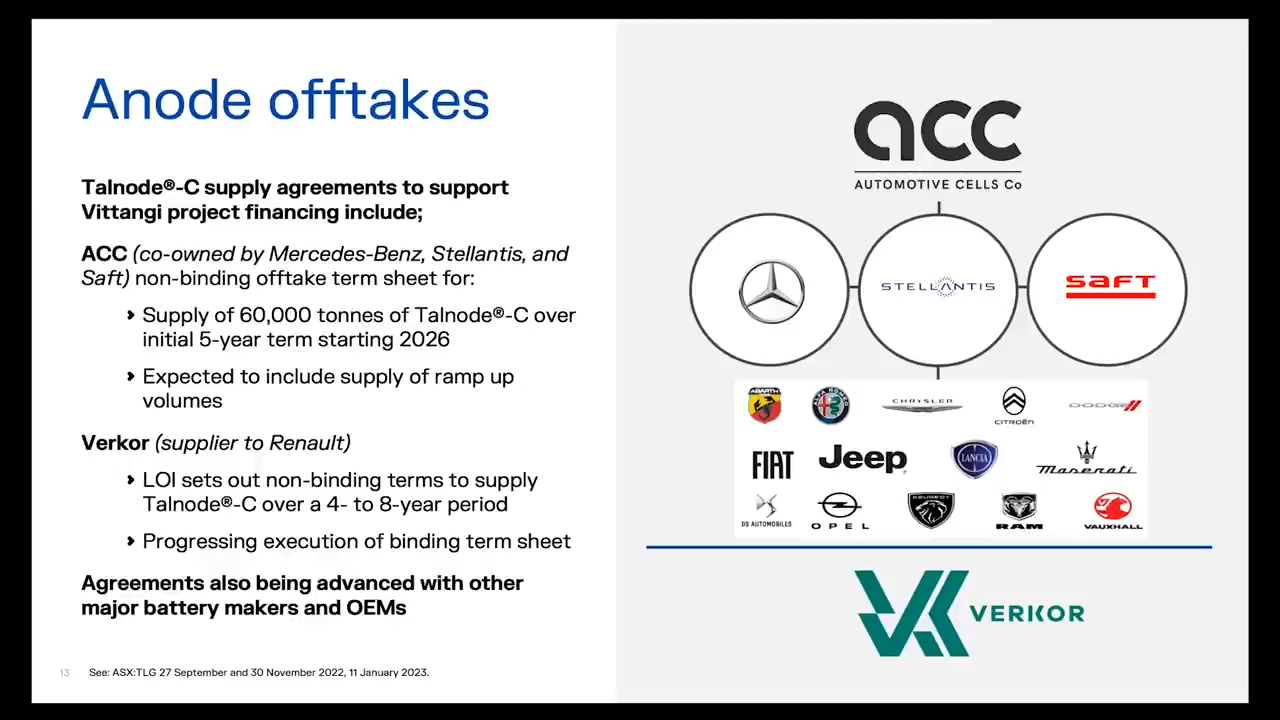 Anode offtakes
Talnode®-C supply agreements to support
Vittangi project financing include;
ACC (co-owned by Mercedes-Benz, Stellantis, and
Saft) non-binding offtake term sheet for:
Supply of 60,000 tonnes of Talnode®-C over
initial 5-year term starting 2026
Expected to include supply of ramp up
volumes
Verkor (supplier to Renault)
LOI sets out non-binding terms to supply
Talnode®-C over a 4- to 8-year period
Progressing execution of binding term sheet
Agreements also being advanced with other
major battery makers and OEMs
13 See: ASX:TLG 27 September and 30 November 2022, 11 January 2023.
acc
AUTOMOTIVE CELLS Co
STELLANTIS
SAFT
ABARTH
ALFA ROMEO
CHRYSLER
CITROËN
DODGE
FIAT
Jeep
LANCIA
Maserati
DS AUTOMOBILES
OPEL
PEUGEOT
RAM
VAUXHALL
VERKOR